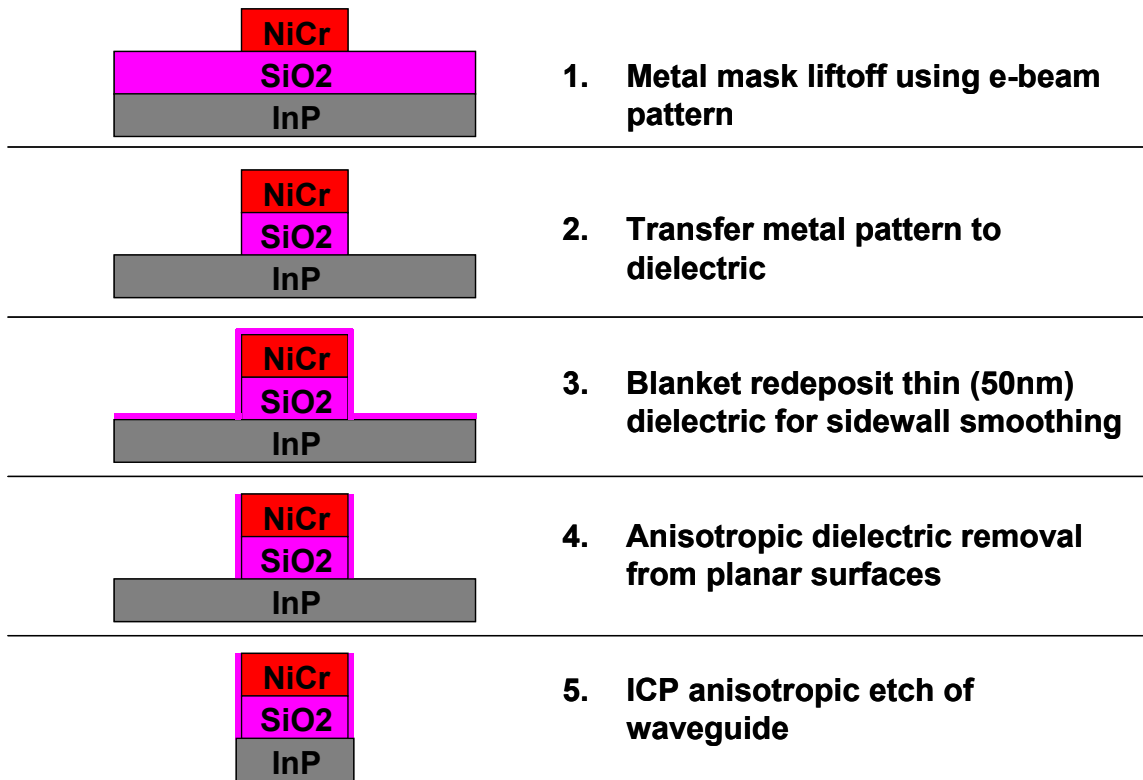 NiCr
SiO2
InP
1. Metal mask liftoff using e-beam
pattern
NiCr
SiO2
InP
2. Transfer metal pattern to
dielectric
NiCr
SiO2
InP
3. Blanket redeposit thin (50nm)
dielectric for sidewall smoothing
NiCr
SiO2
InP
4. Anisotropic dielectric removal
from planar surfaces
NiCr
SiO2
InP
5. ICP anisotropic etch of
waveguide